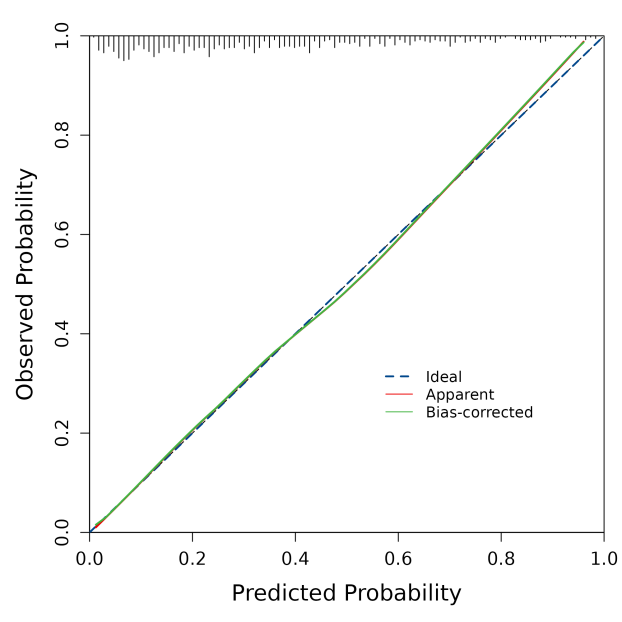 1.0
0.8
0.6
0.4
0.2
0.0
Observed Probability
Ideal
Apparent
Bias-corrected
0.0 0.2 0.4 0.6 0.8 1.0
Predicted Probability